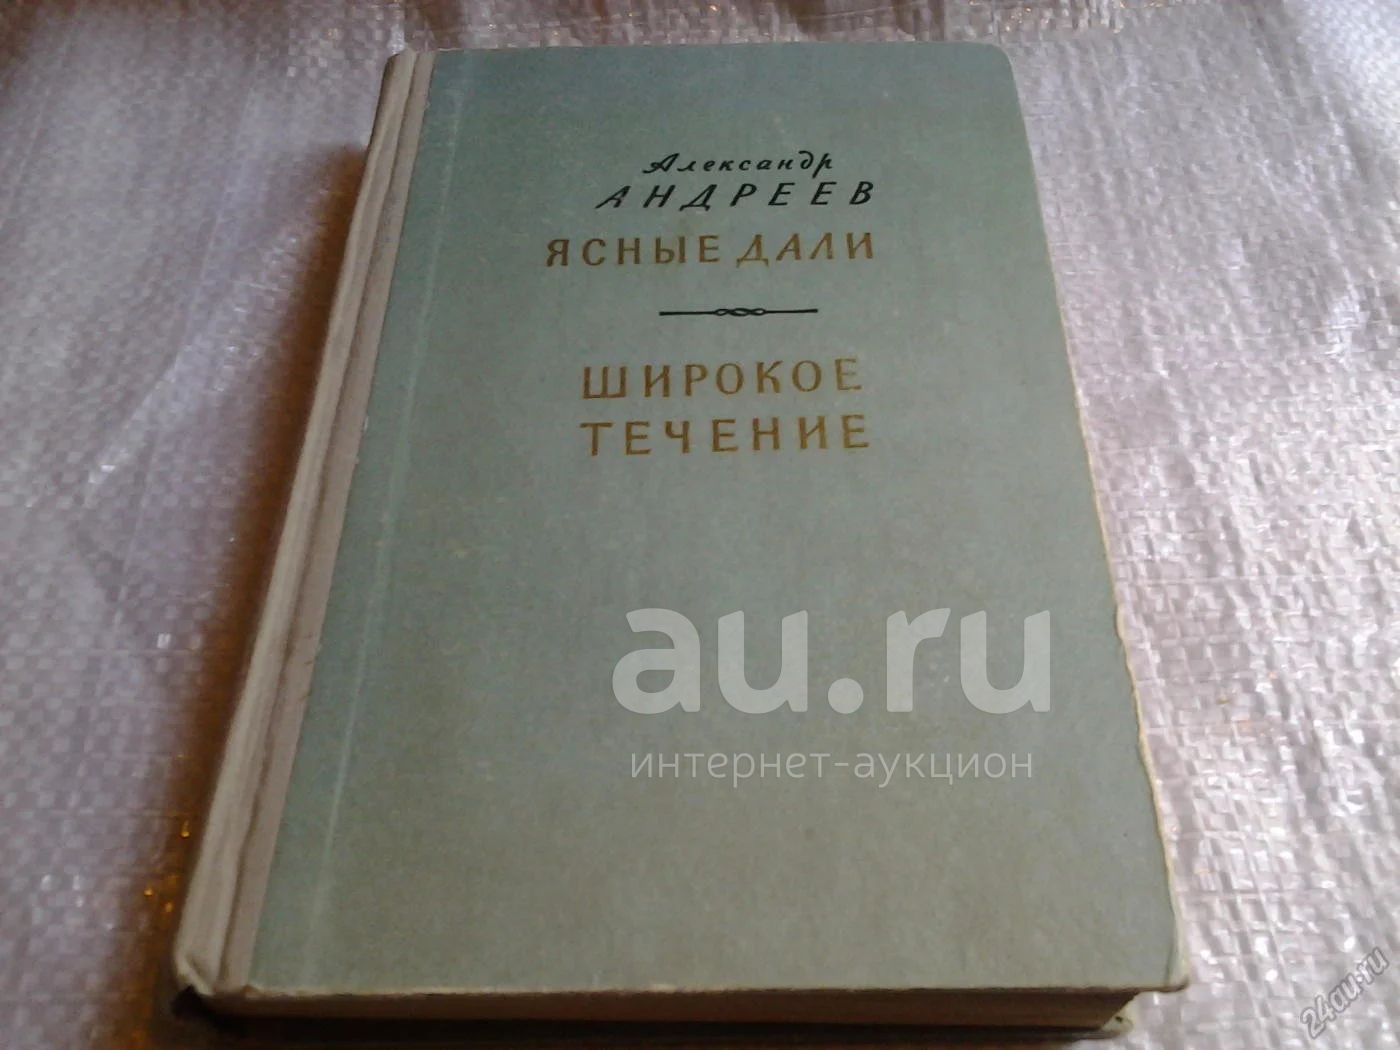 Александр
АНДРЕЕВ
ЯСНЫЕ ДАЛИ
ШИРОКОЕ
ТЕЧЕНИЕ
au.ru
интернет-аукцион
24au.ru